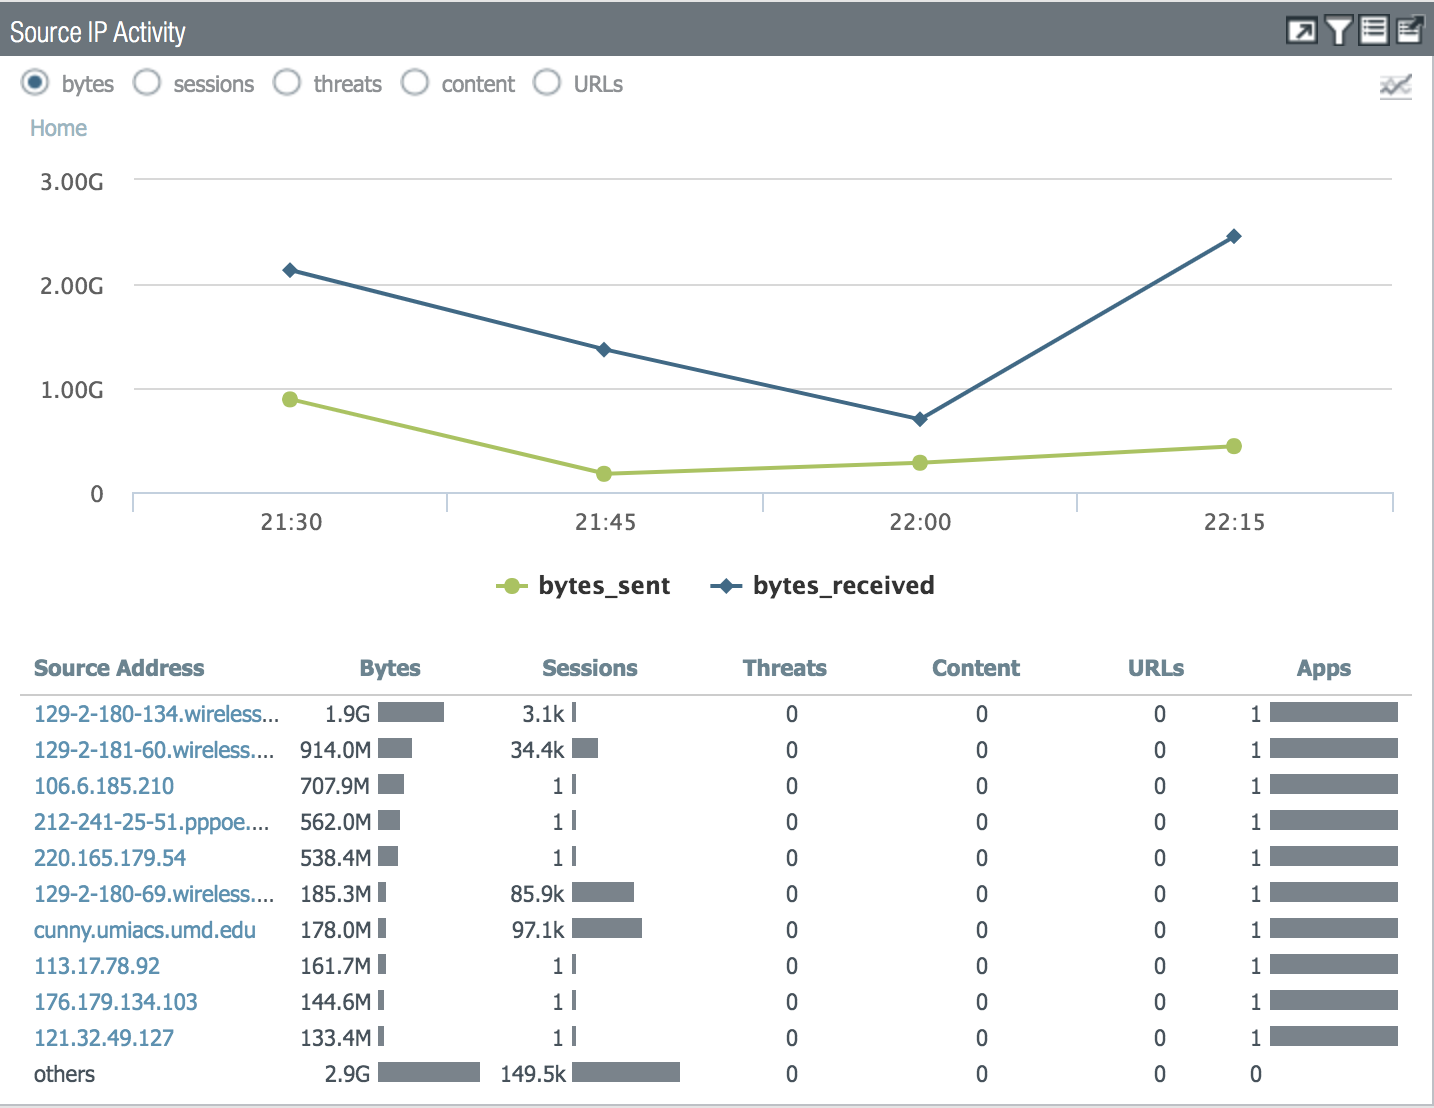 Source IP Activity
bytes sessions threats content URLs
Home
3.00G
2.00G
1.00G
0
21:30 21:45 22:00 22:15
bytes_sent bytes_received
Source Address Bytes Sessions Threats Content URLs Apps
129-2-180-134.wireless... 1.9G 3.1k 0 0 0 1
129-2-181-60.wireless.... 914.0M 34.4k 0 0 0 1
106.6.185.210 707.9M 1 0 0 0 1
212-241-25-51.pppoe.... 562.0M 1 0 0 0 1
220.165.179.54 538.4M 1 0 0 0 1
129-2-180-69.wireless.... 185.3M 85.9k 0 0 0 1
cunny.umiacs.umd.edu 178.0M 97.1k 0 0 0 1
113.17.78.92 161.7M 1 0 0 0 1
176.179.134.103 144.6M 1 0 0 0 1
121.32.49.127 133.4M 1 0 0 0 1
others 2.9G 149.5k 0 0 0 0